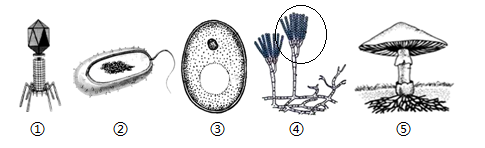 ① ② ③ ④ ⑤